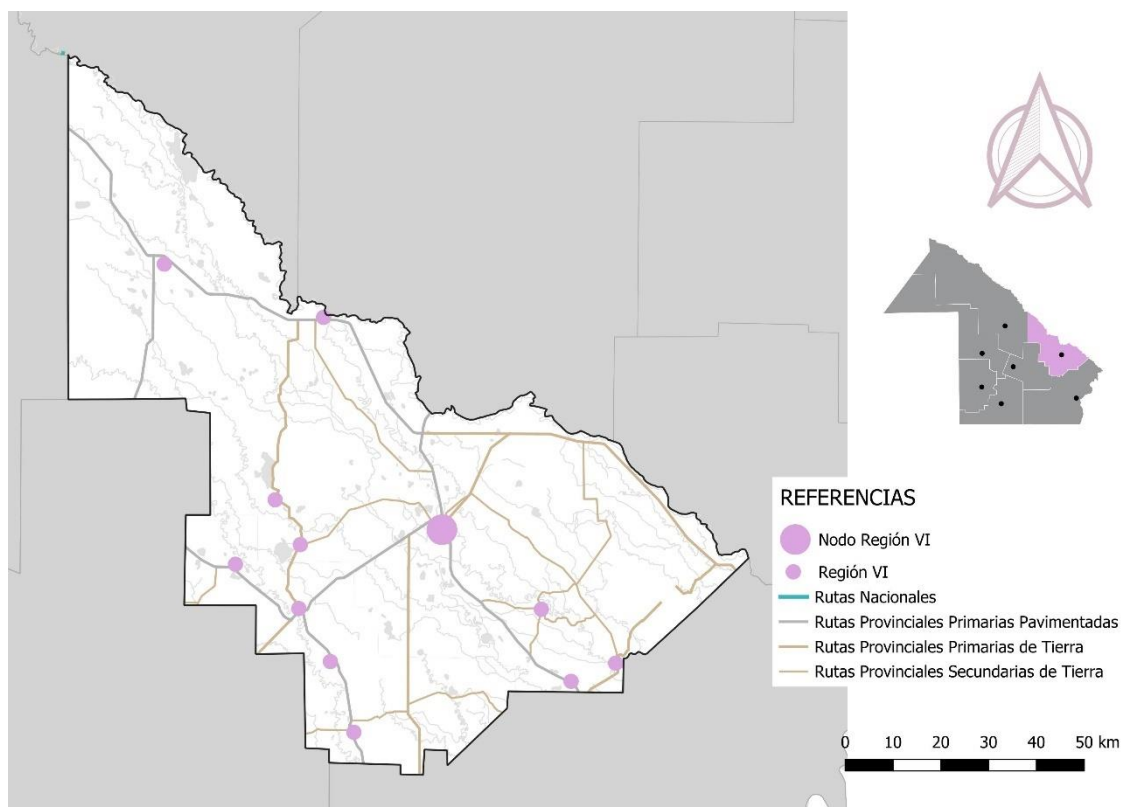 REFERENCIAS
Nodo Región VI
Región VI
Rutas Nacionales
Rutas Provinciales Primarias Pavimentadas
Rutas Provinciales Primarias de Tierra
Rutas Provinciales Secundarias de Tierra
0 10 20 30 40 50 km